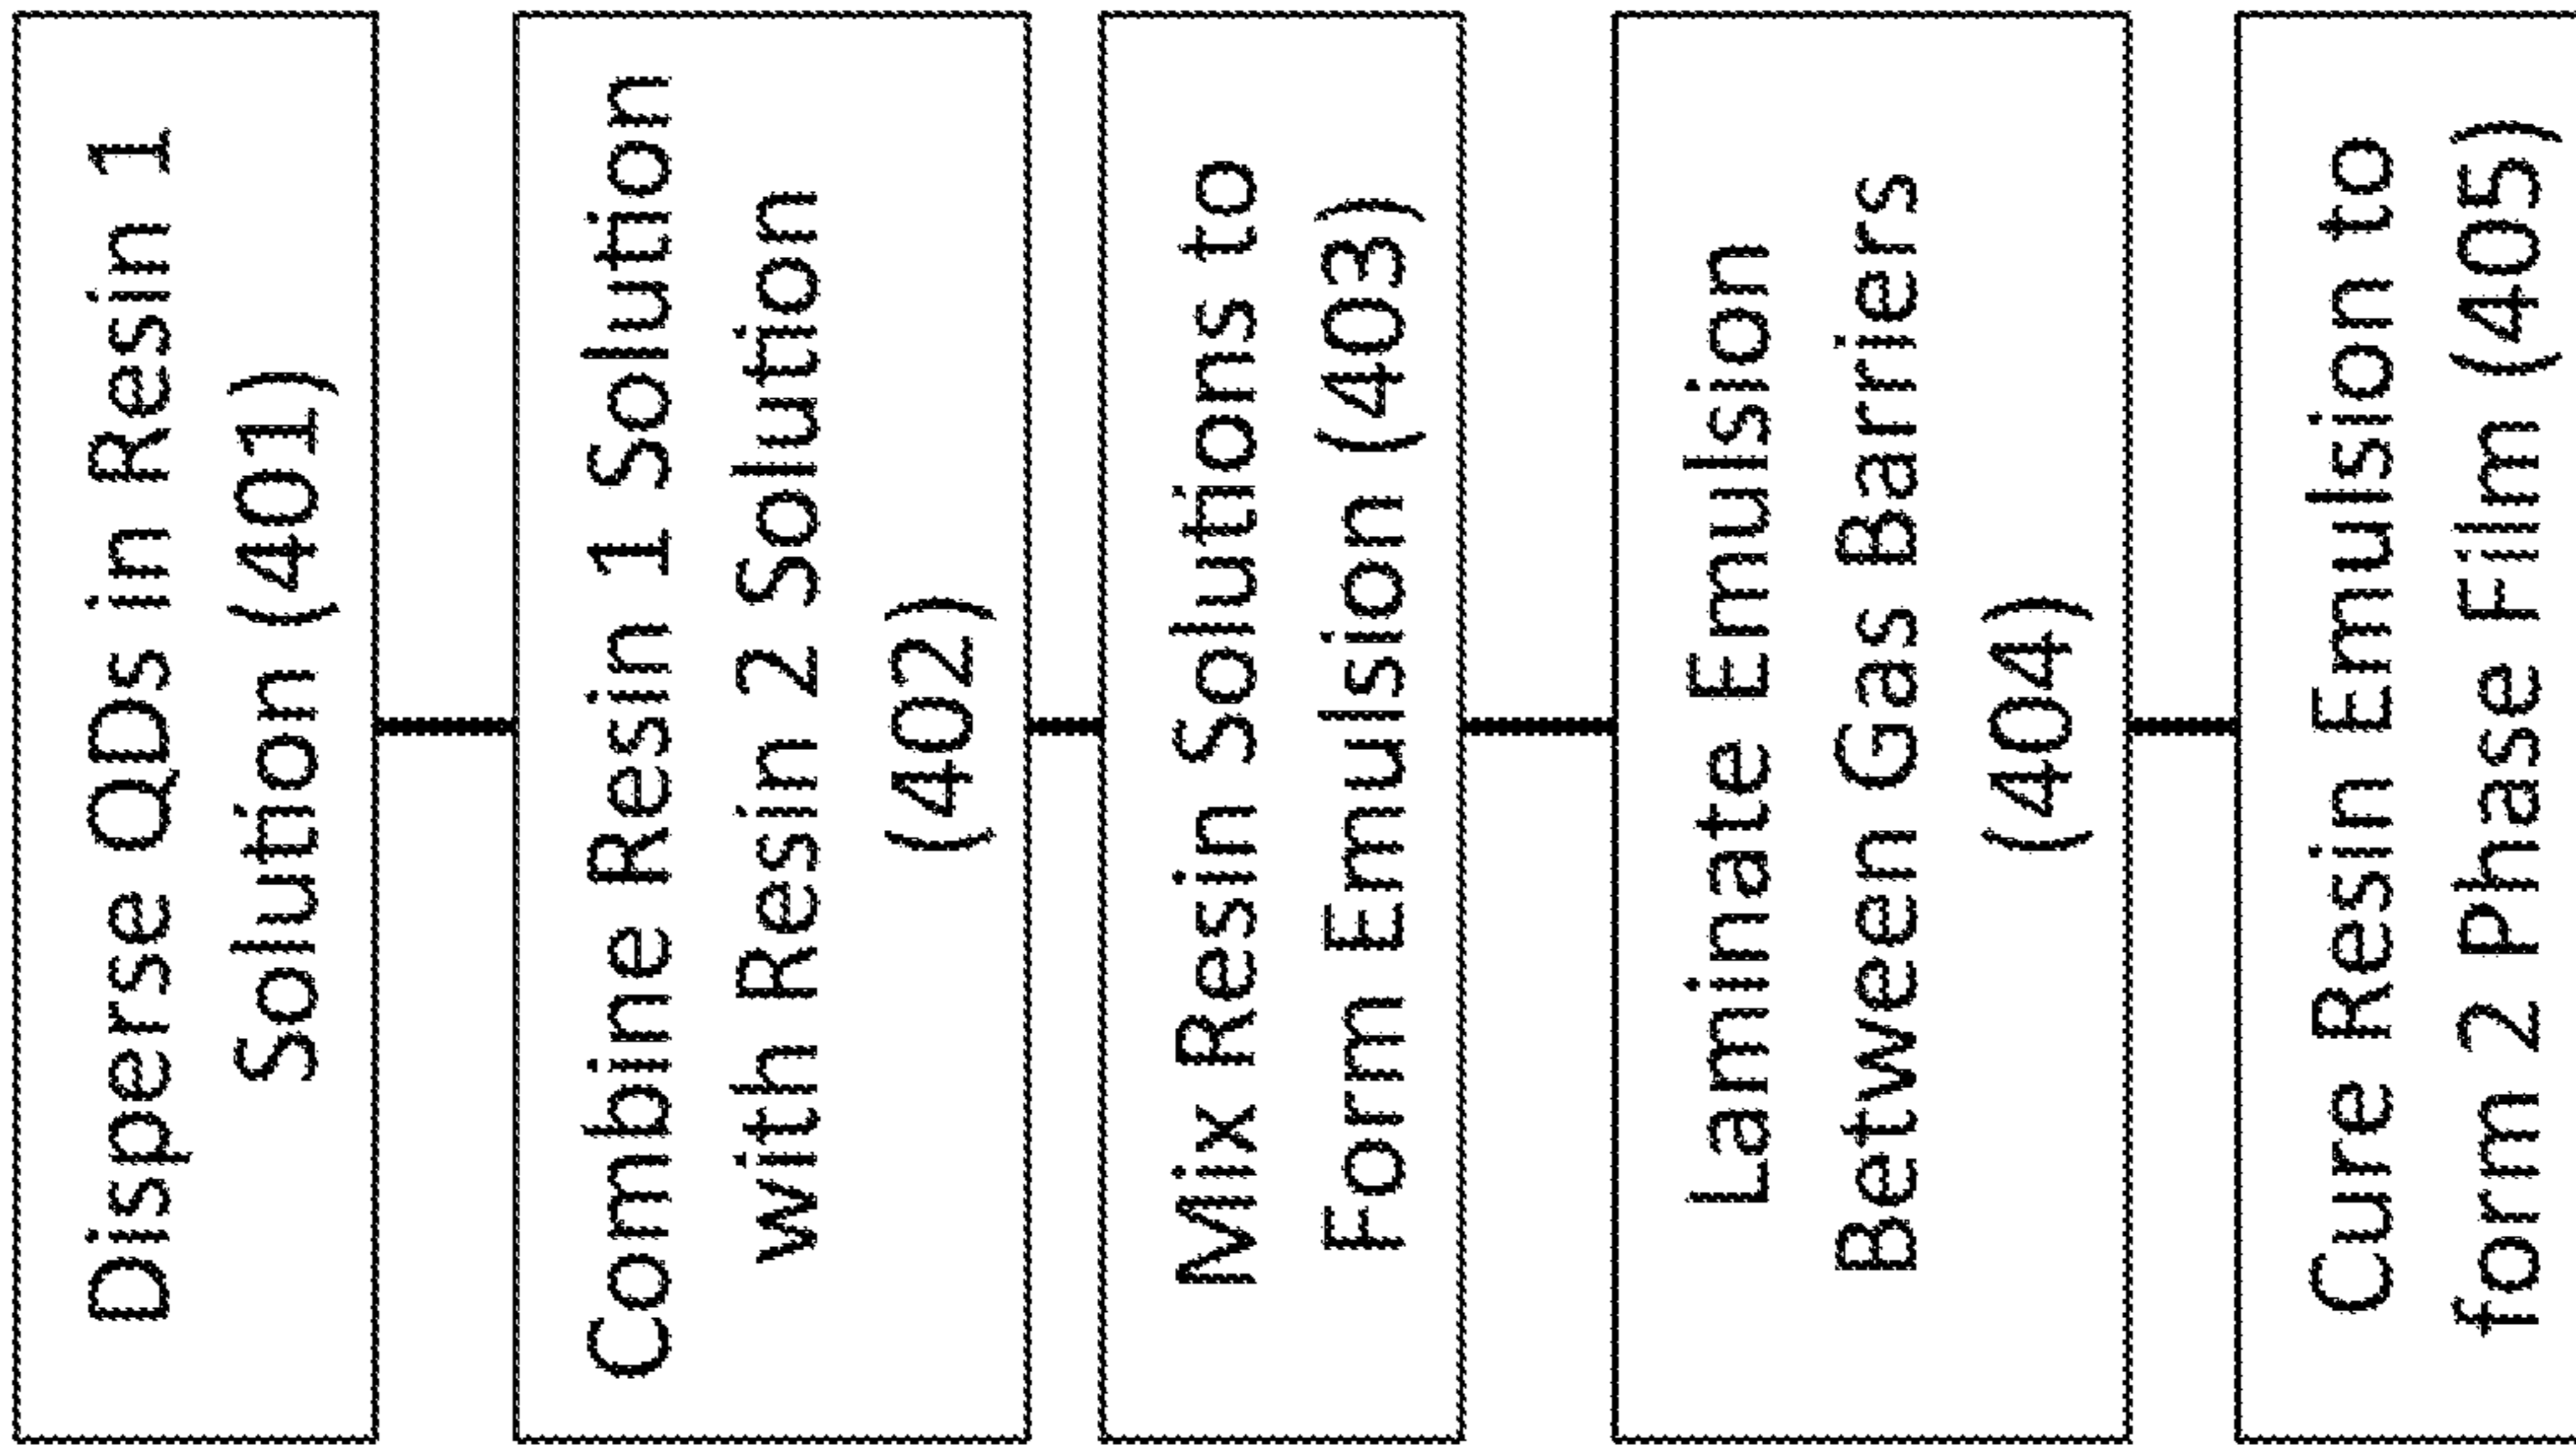 Disperse QDs in Resin 1
Solution (401)
Combine Resin 1 Solution
with Resin 2 Solution
(402)
Mix Resin Solutions to
Form Emulsion (403)
Laminate Emulsion
Between Gas Barriers
(404)
Cure Resin Emulsion to
form 2 Phase Film (405)